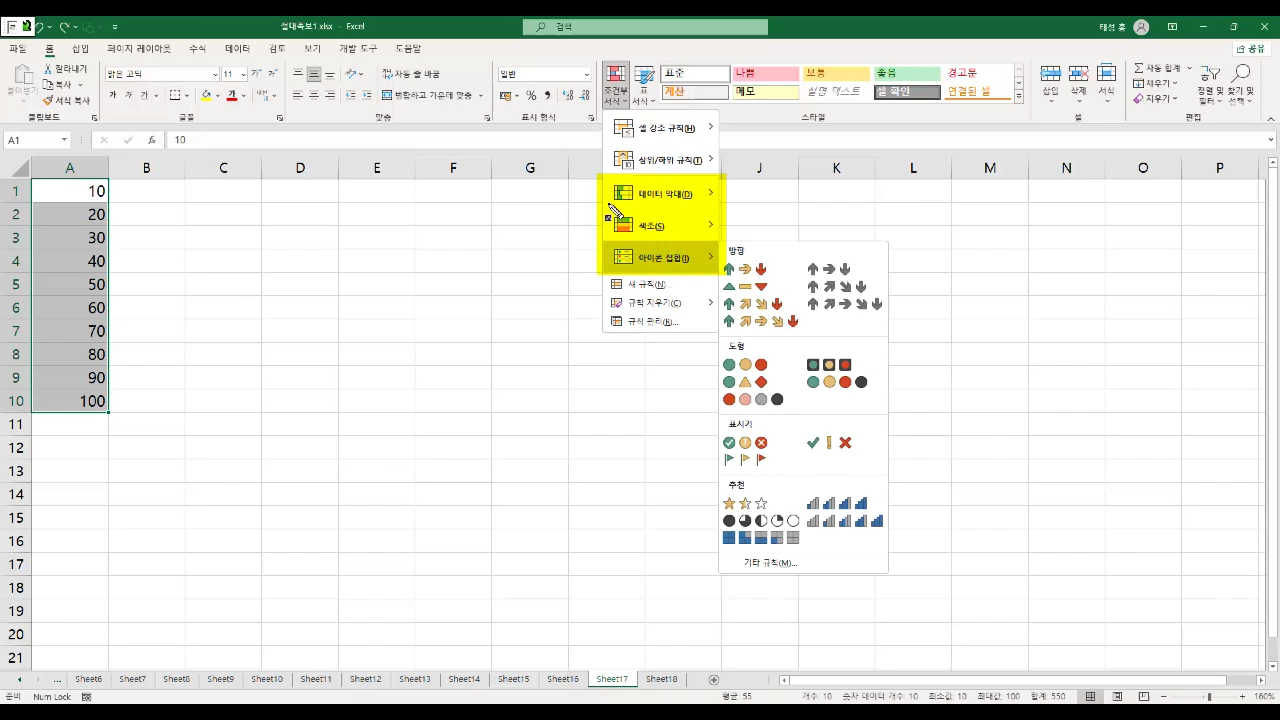 절대속보1.xlsx - Excel
검색
태성 홍
파일 홈 삽입 페이지 레이아웃 수식 데이터 검토 보기 개발 도구 도움말
공유
붙여넣기
잘라내기
복사
서식 복사
클립보드
맑은 고딕 11
가 가 가 가 가
글꼴
자동 줄 바꿈
병합하고 가운데 맞춤
맞춤
일반
%
표시 형식
조건부 서식
표 서식
표준 나쁨 보통 좋음 경고문
계산 메모 설명 텍스트 셀 확인 연결된 셀
스타일
삽입 삭제 서식
셀
자동 합계
채우기
지우기
정렬 및 필터
찾기 및 선택
편집
A1 fx 10
A B C D E F G J K L M N O P
1 10
2 20
3 30
4 40
5 50
6 60
7 70
8 80
9 90
10 100
11
12
13
14
15
16
17
18
19
20
21
셀 강조 규칙(H)
상위/하위 규칙(T)
데이터 막대(D)
색조(S)
아이콘 집합(I)
새 규칙(N)...
규칙 지우기(C)
규칙 관리(R)...
방향
도형
표시기
추천
기타 규칙(M)...
... Sheet6 Sheet7 Sheet8 Sheet9 Sheet10 Sheet11 Sheet12 Sheet13 Sheet14 Sheet15 Sheet16 Sheet17 Sheet18
준비 Num Lock 평균: 55 개수: 10 숫자 데이터 개수: 10 최소값: 10 최대값: 100 합계: 550 160%